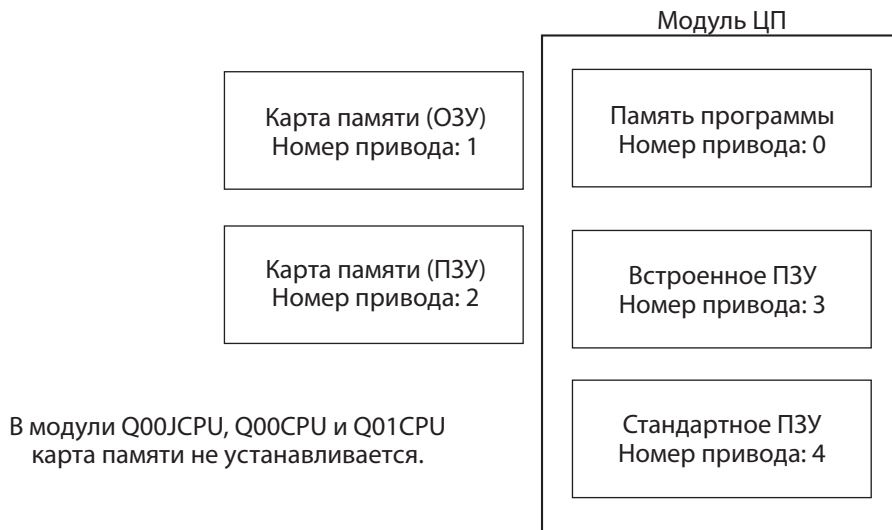 Модуль ЦП
Карта памяти (ОЗУ)
Номер привода: 1
Память программы
Номер привода: 0
Карта памяти (ПЗУ)
Номер привода: 2
Встроенное ПЗУ
Номер привода: 3
В модули Q00JCPU, Q00CPU и Q01CPU
карта памяти не устанавливается.
Стандартное ПЗУ
Номер привода: 4